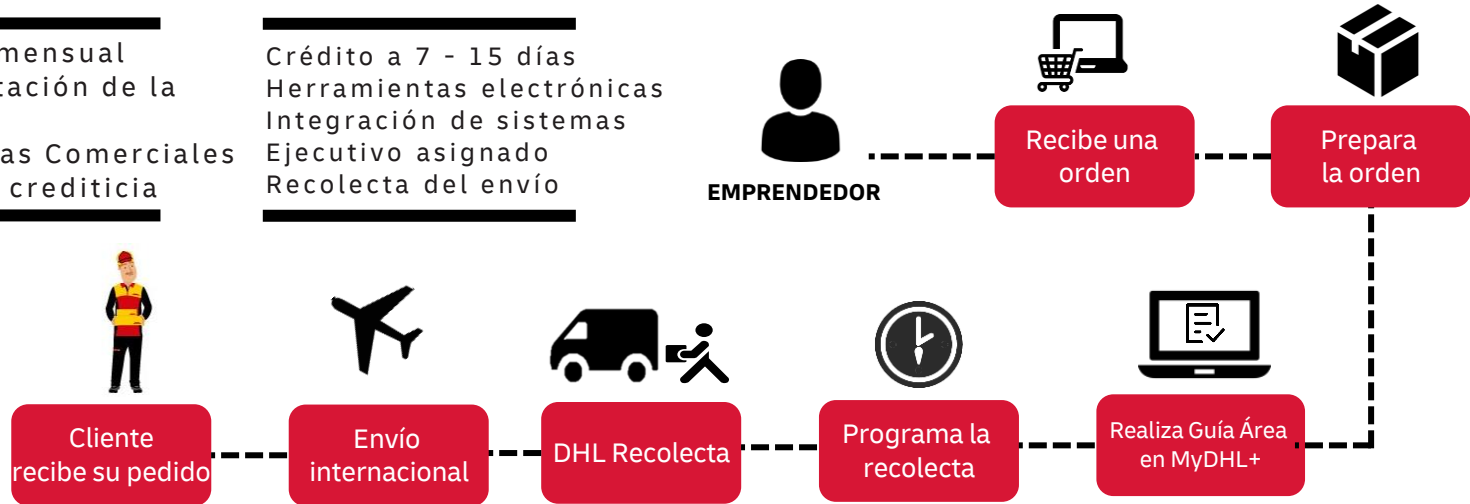 mensual
tación de la
as Comerciales
crediticia
Crédito a 7 - 15 días
Herramientas electrónicas
Integración de sistemas
Ejecutivo asignado
Recolecta del envío
EMPRENDEDOR
Recibe una
orden
Prepara
la orden
Realiza Guía Área
en MyDHL+
Programa la
recolecta
DHL Recolecta
Envío
internacional
Cliente
recibe su pedido